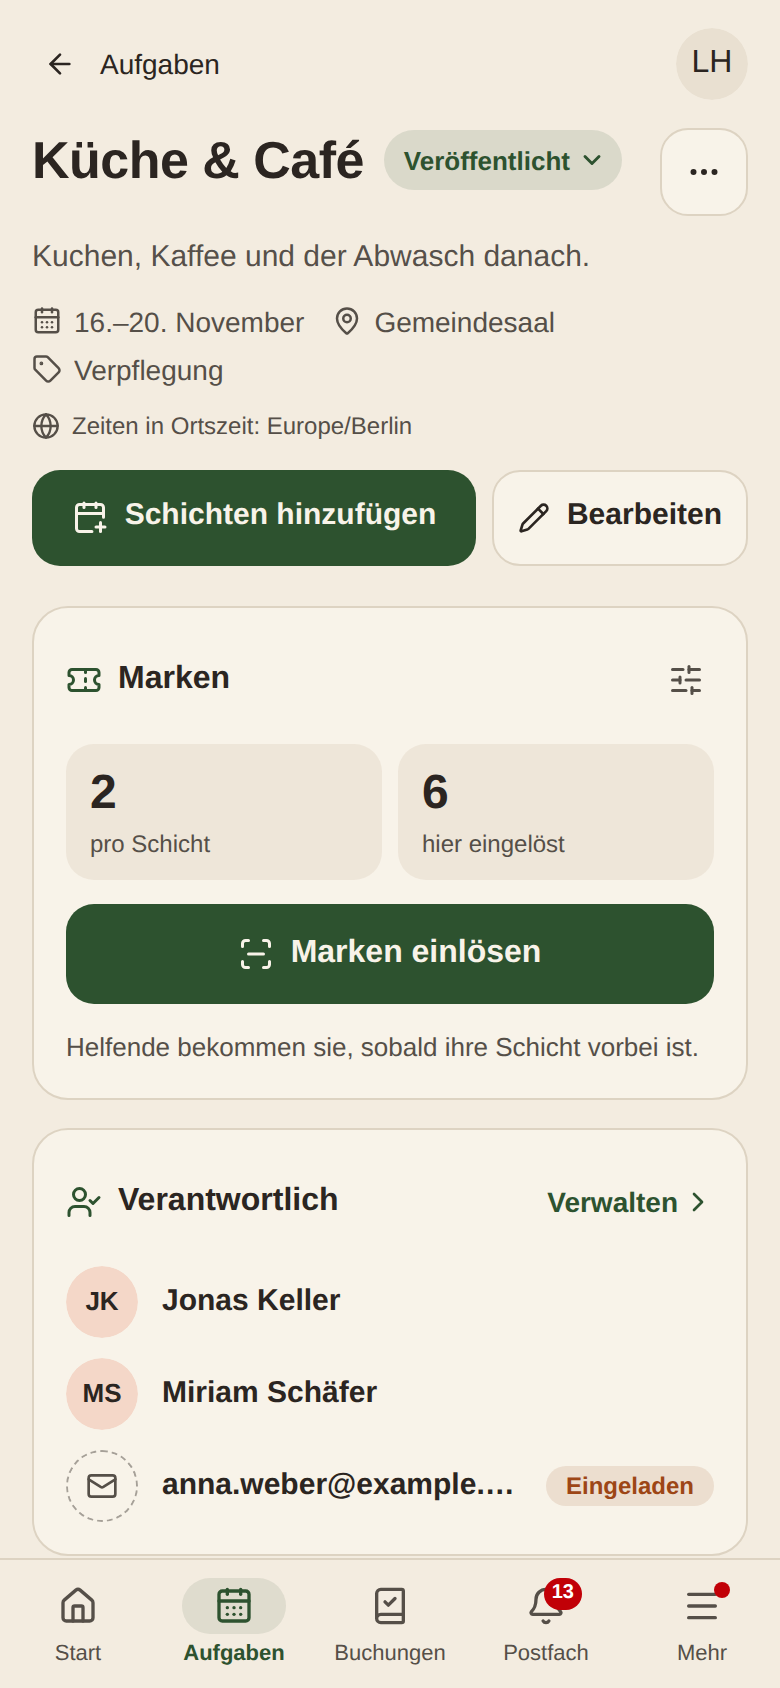 Aufgaben
LH
Küche & Café
Veröffentlicht
Kuchen, Kaffee und der Abwasch danach.
16.–20. November
Gemeindesaal
Verpflegung
Zeiten in Ortszeit: Europe/Berlin
Schichten hinzufügen
Bearbeiten
Marken
2
pro Schicht
6
hier eingelöst
Marken einlösen
Helfende bekommen sie, sobald ihre Schicht vorbei ist.
Verantwortlich
Verwalten
JK
Jonas Keller
MS
Miriam Schäfer
anna.weber@example.…
Eingeladen
13
Start
Aufgaben
Buchungen
Postfach
Mehr